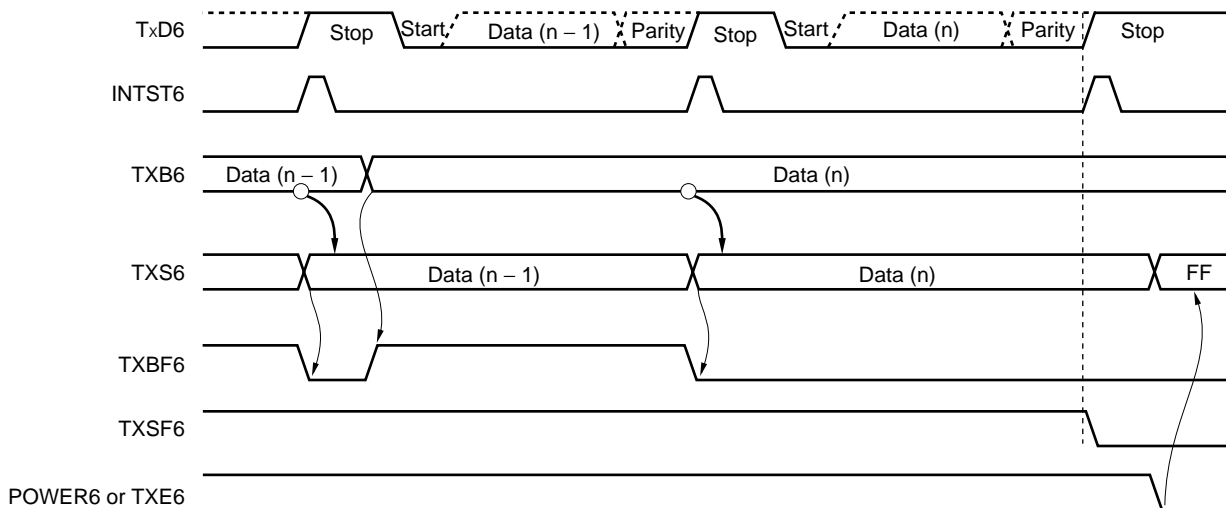 TxD6 Stop Start Data (n − 1) Parity Stop Start Data (n) Parity Stop
INTST6
TXB6 Data (n − 1) Data (n)
TXS6 Data (n − 1) Data (n) FF
TXBF6
TXSF6
POWER6 or TXE6